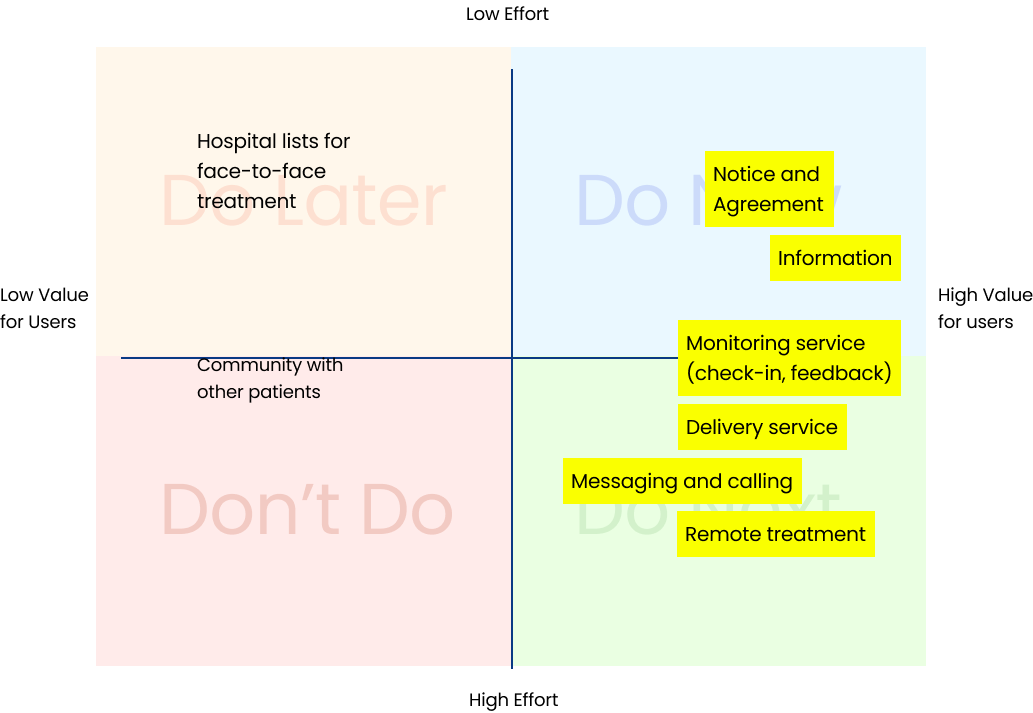 Low Effort
Hospital lists for
face-to-face
treatment
Do Later
Notice and
Agreement
Do Now
Information
Low Value
for Users
High Value
for users
Monitoring service
(check-in, feedback)
Community with
other patients
Delivery service
Messaging and calling
Don't Do
Do Next
Remote treatment
High Effort